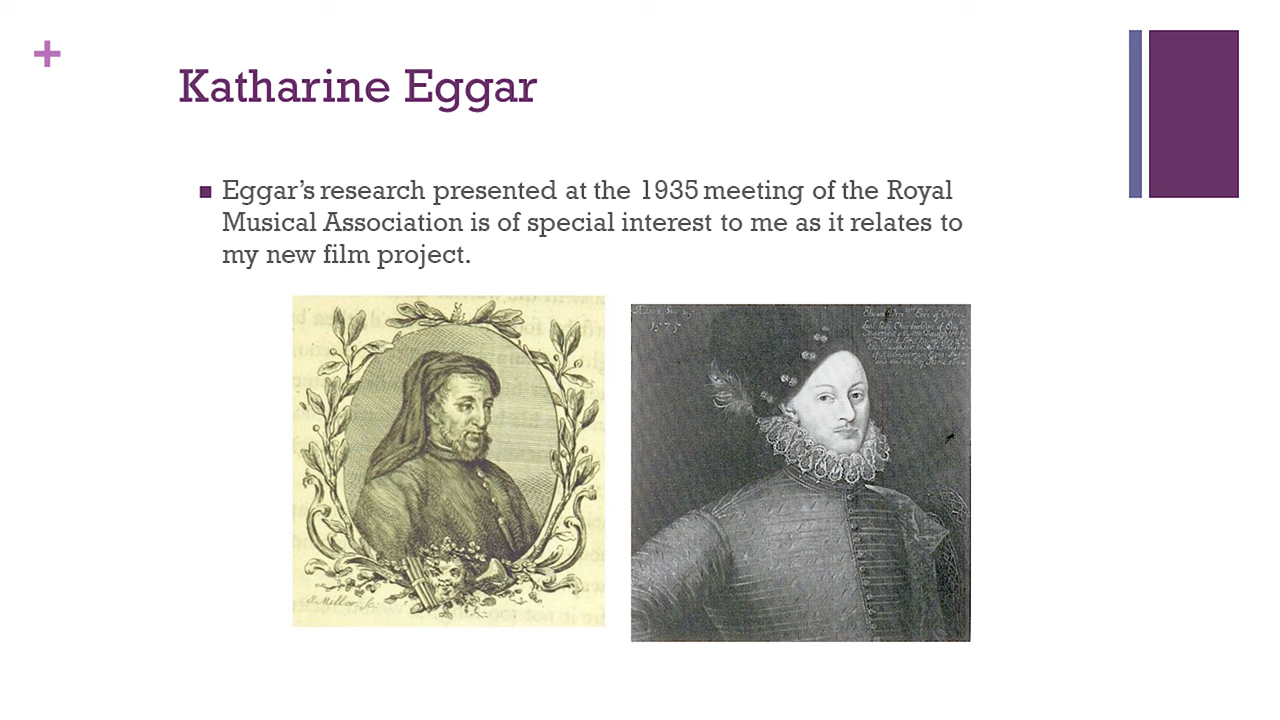 Katharine Eggar
Eggar's research presented at the 1935 meeting of the Royal
Musical Association is of special interest to me as it relates to
my new film project.
1575